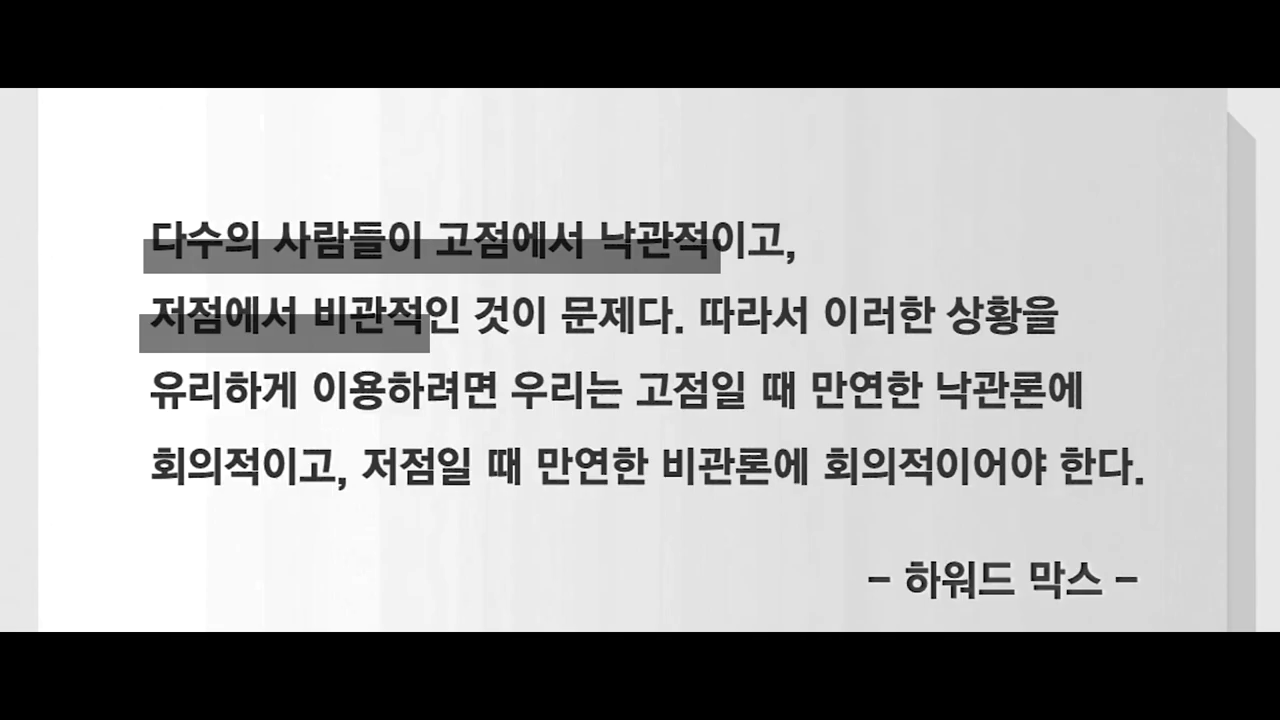 다수의 사람들이 고점에서 낙관적이고,
저점에서 비관적인 것이 문제다. 따라서 이러한 상황을
유리하게 이용하려면 우리는 고점일 때 만연한 낙관론에
회의적이고, 저점일 때 만연한 비관론에 회의적이어야 한다.
– 하워드 막스 –